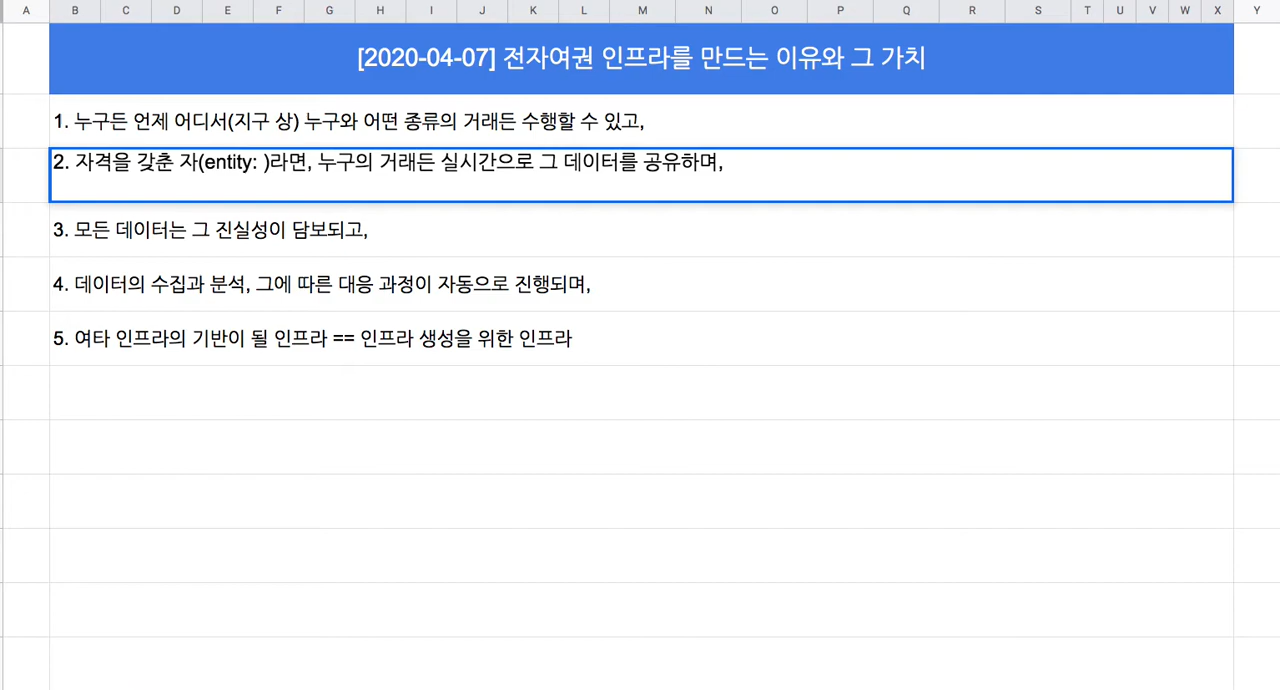 A B C D E F G H I J K L M N O P Q R S T U V W X Y
[2020-04-07] 전자여권 인프라를 만드는 이유와 그 가치
1. 누구든 언제 어디서(지구 상) 누구와 어떤 종류의 거래든 수행할 수 있고,
2. 자격을 갖춘 자(entity: )라면, 누구의 거래든 실시간으로 그 데이터를 공유하며,
3. 모든 데이터는 그 진실성이 담보되고,
4. 데이터의 수집과 분석, 그에 따른 대응 과정이 자동으로 진행되며,
5. 여타 인프라의 기반이 될 인프라 == 인프라 생성을 위한 인프라